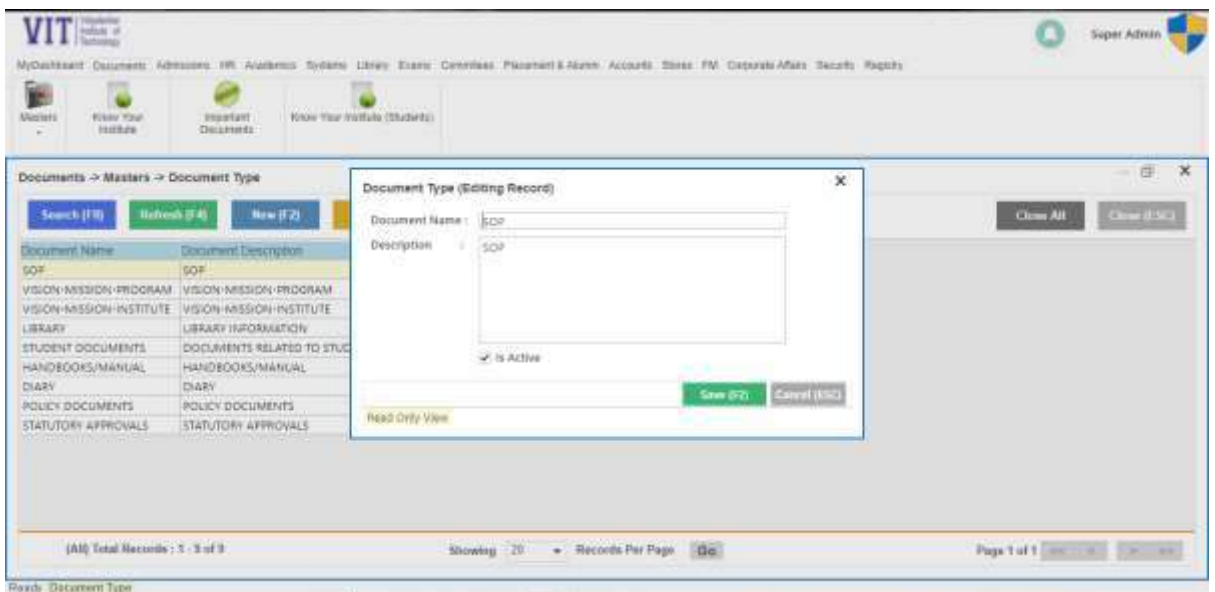 VIT
Vidyalankar
Institute of
Technology
Super Admin
MyDashboard Documents Admissions HR Academics Systems Library Exams Committees Placement & Alumni Accounts Stores FM Corporate Affairs Security Registry
Masters
Know Your
Institute
Important
Documents
Know Your Institute (Students)
Documents -> Masters -> Document Type
Search (F8) Refresh (F4) New (F2)
Close All Close (ESC)
Document Name Document Description
SOP SOP
VISION-MISSION-PROGRAM VISION-MISSION-PROGRAM
VISION-MISSION-INSTITUTE VISION-MISSION-INSTITUTE
LIBRARY LIBRARY INFORMATION
STUDENT DOCUMENTS DOCUMENTS RELATED TO STUD
HANDBOOKS/MANUAL HANDBOOKS/MANUAL
DIARY DIARY
POLICY DOCUMENTS POLICY DOCUMENTS
STATUTORY APPROVALS STATUTORY APPROVALS
Document Type (Editing Record)
Document Name : SOP
Description : SOP
Is Active
Save (F2) Cancel (ESC)
Read Only View
(All) Total Records : 1 - 9 of 9
Showing 20 Records Per Page Go
Page 1 of 1 << < > >>
Ready Document Type